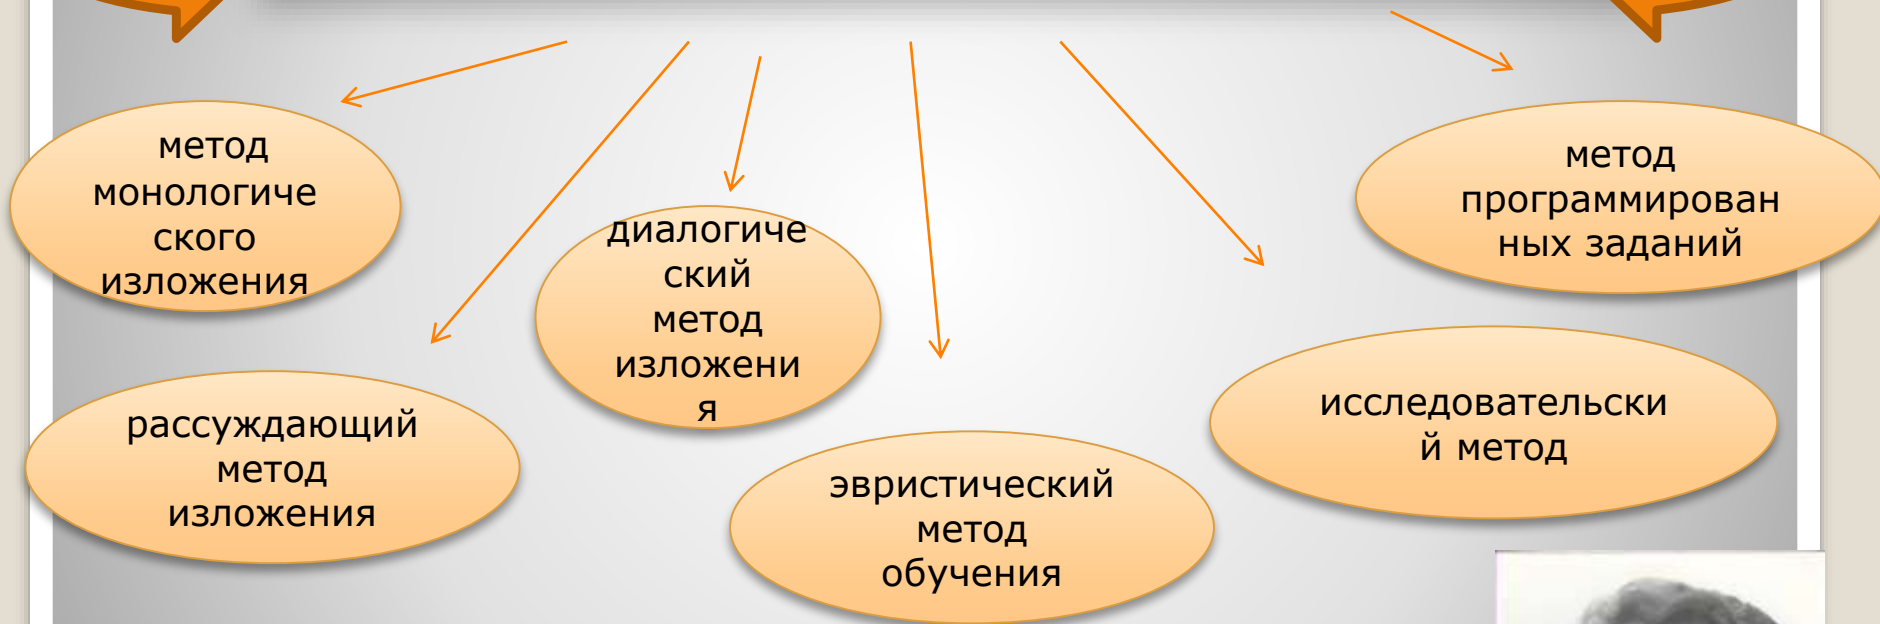 метод
монологиче
ского
изложения
рассуждающий
метод
изложения
диалогиче
ский
метод
изложени
я
эвристический
метод
обучения
исследовательски
й метод
метод
программирован
ных заданий